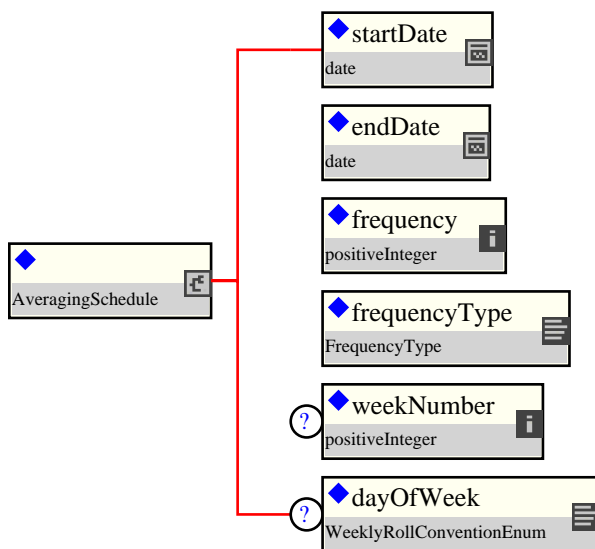 startDate
date
endDate
date
frequency
positiveInteger
AveragingSchedule
frequencyType
FrequencyType
? weekNumber
positiveInteger
? dayOfWeek
WeeklyRollConventionEnum